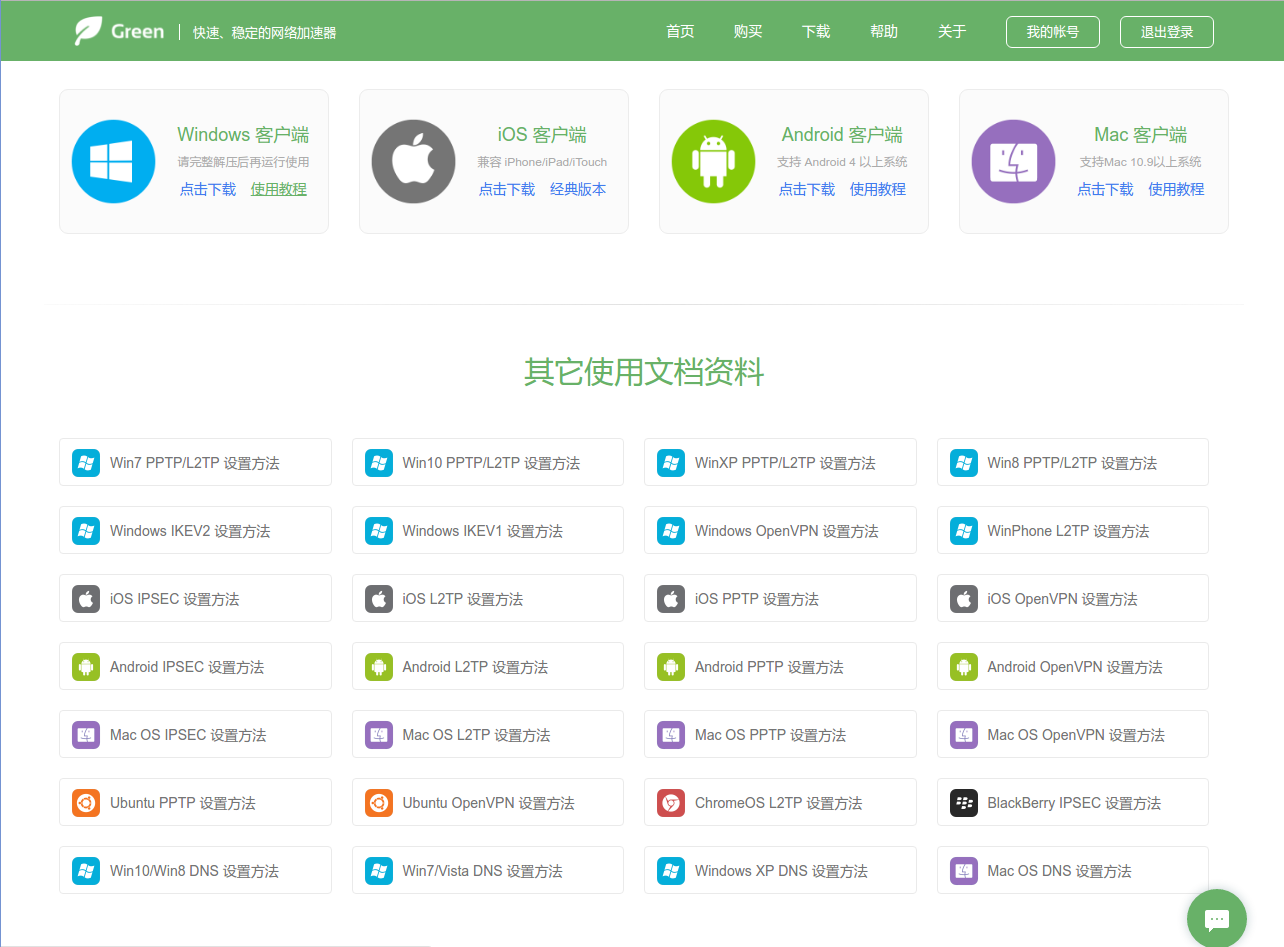 Green 快速、稳定的网络加速器 首页 购买 下载 帮助 关于 我的帐号 退出登录
Windows 客户端
请完整解压后再运行使用
点击下载 使用教程
iOS 客户端
兼容 iPhone/iPad/iTouch
点击下载 经典版本
Android 客户端
支持 Android 4 以上系统
点击下载 使用教程
Mac 客户端
支持Mac 10.9以上系统
点击下载 使用教程
其它使用文档资料
Win7 PPTP/L2TP 设置方法 Win10 PPTP/L2TP 设置方法 WinXP PPTP/L2TP 设置方法 Win8 PPTP/L2TP 设置方法
Windows IKEV2 设置方法 Windows IKEV1 设置方法 Windows OpenVPN 设置方法 WinPhone L2TP 设置方法
iOS IPSEC 设置方法 iOS L2TP 设置方法 iOS PPTP 设置方法 iOS OpenVPN 设置方法
Android IPSEC 设置方法 Android L2TP 设置方法 Android PPTP 设置方法 Android OpenVPN 设置方法
Mac OS IPSEC 设置方法 Mac OS L2TP 设置方法 Mac OS PPTP 设置方法 Mac OS OpenVPN 设置方法
Ubuntu PPTP 设置方法 Ubuntu OpenVPN 设置方法 ChromeOS L2TP 设置方法 BlackBerry IPSEC 设置方法
Win10/Win8 DNS 设置方法 Win7/Vista DNS 设置方法 Windows XP DNS 设置方法 Mac OS DNS 设置方法